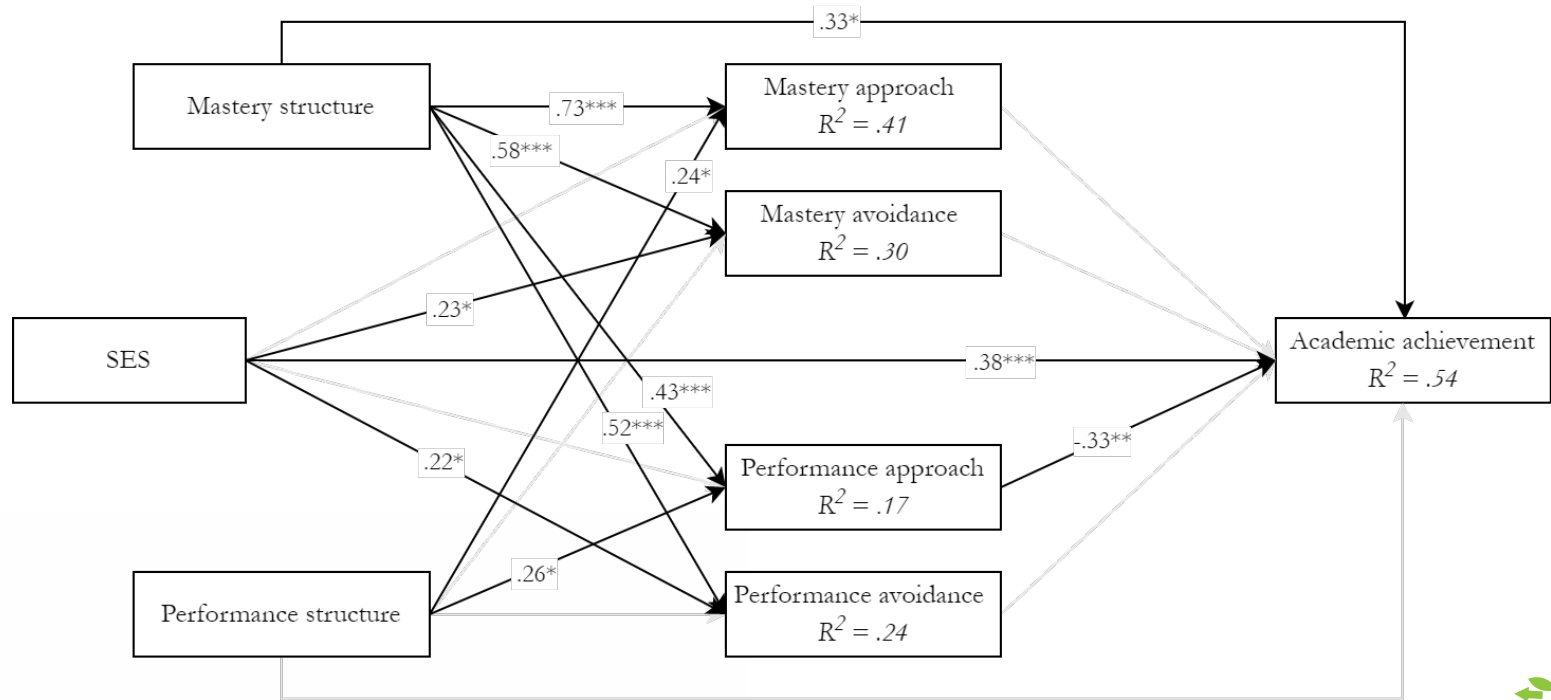 .33*
Mastery structure
.73***
Mastery approach
R² = .41
.58***
.24*
Mastery avoidance
R² = .30
.23*
SES
.38***
Academic achievement
R² = .54
.43***
.52***
-.33**
.22*
Performance approach
R² = .17
.26*
Performance structure
Performance avoidance
R² = .24